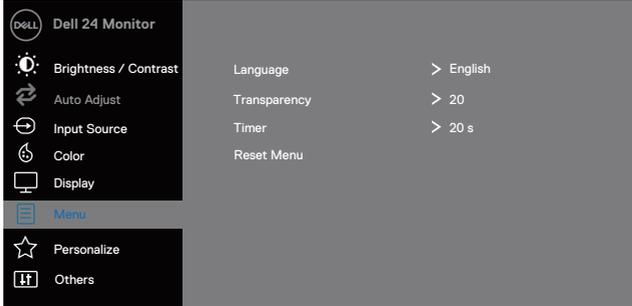 DELL
Dell 24 Monitor
Brightness / Contrast
Auto Adjust
Input Source
Color
Display
Menu
Personalize
Others
Language > English
Transparency > 20
Timer > 20 s
Reset Menu